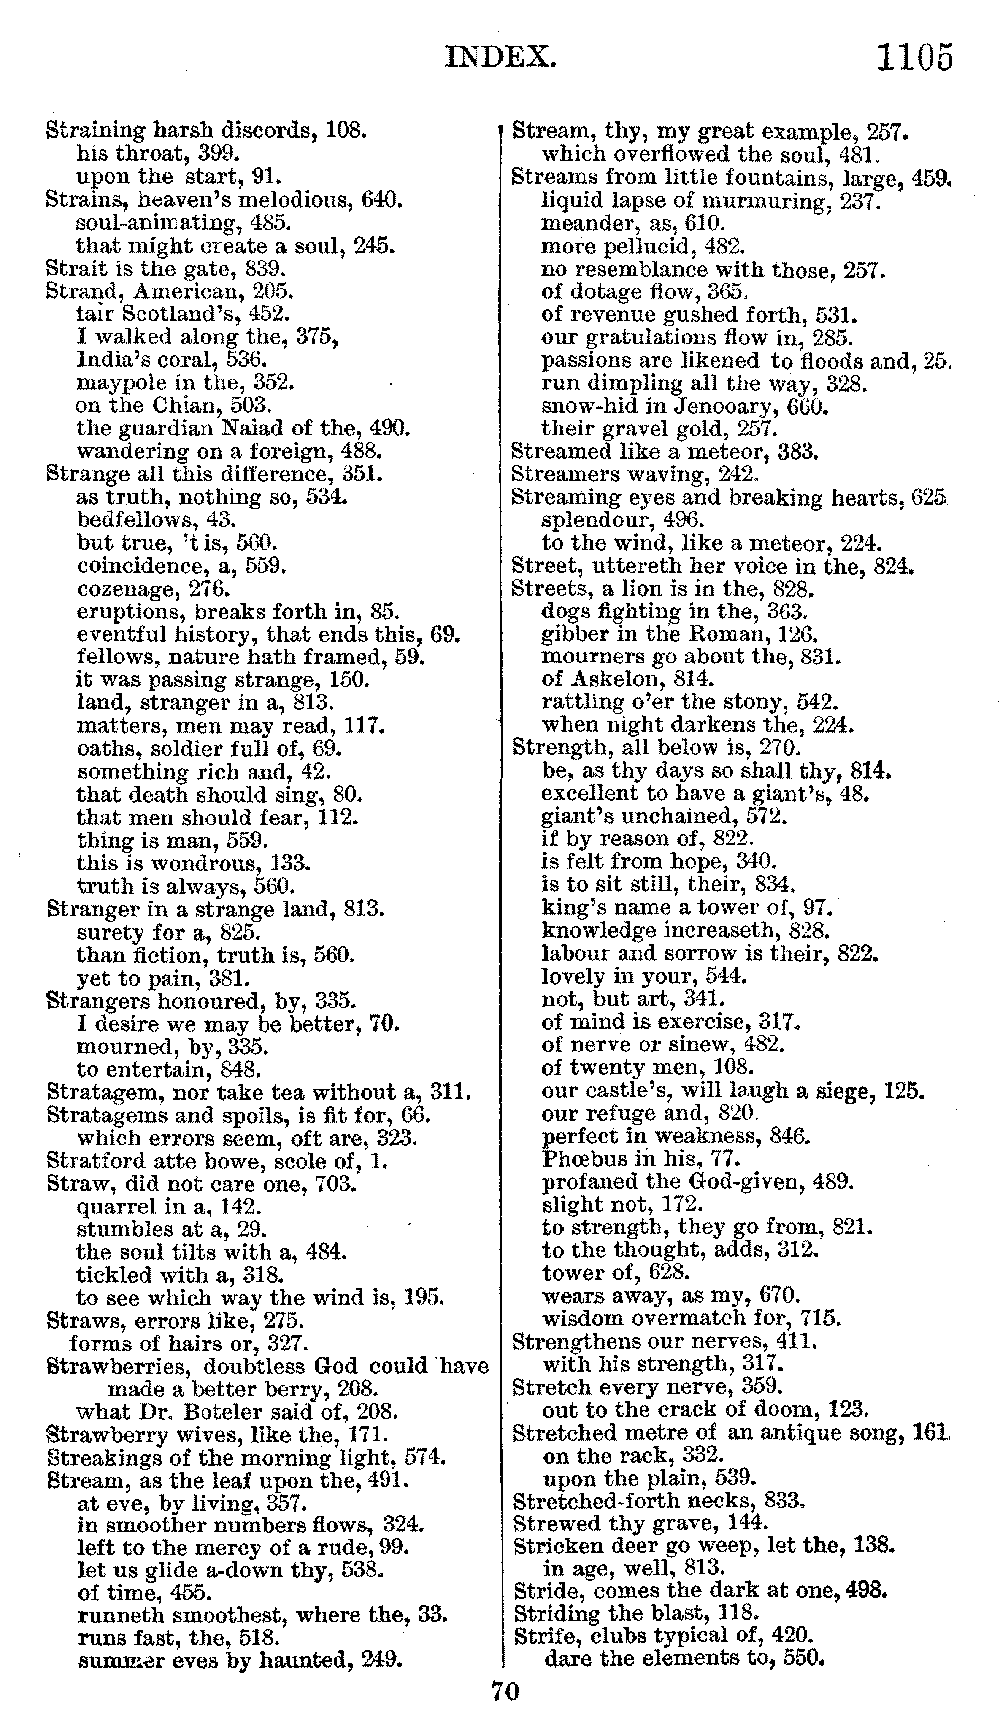 INDEX. 1105
Straining harsh discords, 108.
his throat, 399.
upon the start, 91.
Strains, heaven's melodious, 640.
soul-animating, 485.
that might create a soul, 245.
Strait is the gate, 839.
Strand, American, 205.
fair Scotland's, 452.
I walked along the, 375,
India's coral, 536.
maypole in the, 352.
on the Chian, 503.
the guardian Naiad of the, 490.
wandering on a foreign, 488.
Strange all this difference, 351.
as truth, nothing so, 534.
bedfellows, 43.
but true, 't is, 560.
coincidence, a, 559.
cozenage, 276.
eruptions, breaks forth in, 85.
eventful history, that ends this, 69.
fellows, nature hath framed, 59.
it was passing strange, 150.
land, stranger in a, 813.
matters, men may read, 117.
oaths, soldier full of, 69.
something rich and, 42.
that death should sing, 80.
that men should fear, 112.
thing is man, 559.
this is wondrous, 133.
truth is always, 560.
Stranger in a strange land, 813.
surety for a, 825.
than fiction, truth is, 560.
yet to pain, 381.
Strangers honoured, by, 335.
I desire we may be better, 70.
mourned, by, 335.
to entertain, 848.
Stratagem, nor take tea without a, 311.
Stratagems and spoils, is fit for, 66.
which errors seem, oft are, 323.
Stratford atte bowe, scole of, 1.
Straw, did not care one, 703.
quarrel in a, 142.
stumbles at a, 29.
the soul tilts with a, 484.
tickled with a, 318.
to see which way the wind is, 195.
Straws, errors like, 275.
forms of hairs or, 327.
Strawberries, doubtless God could have
made a better berry, 208.
what Dr. Boteler said of, 208.
Strawberry wives, like the, 171.
Streakings of the morning light, 574.
Stream, as the leaf upon the, 491.
at eve, by living, 357.
in smoother numbers flows, 324.
left to the mercy of a rude, 99.
let us glide a-down thy, 538.
of time, 455.
runneth smoothest, where the, 33.
runs fast, the, 518.
summer eves by haunted, 249.
Stream, thy, my great example, 257.
which overflowed the soul, 481.
Streams from little fountains, large, 459.
liquid lapse of murmuring, 237.
meander, as, 610.
more pellucid, 482.
no resemblance with those, 257.
of dotage flow, 365.
of revenue gushed forth, 531.
our gratulations flow in, 285.
passions are likened to floods and, 25.
run dimpling all the way, 328.
snow-hid in Jenooary, 660.
their gravel gold, 257.
Streamed like a meteor, 383.
Streamers waving, 242.
Streaming eyes and breaking hearts, 625
splendour, 496.
to the wind, like a meteor, 224.
Street, uttereth her voice in the, 824.
Streets, a lion is in the, 828.
dogs fighting in the, 363.
gibber in the Roman, 126.
mourners go about the, 831.
of Askelon, 814.
rattling o'er the stony, 542.
when night darkens the, 224.
Strength, all below is, 270.
be, as thy days so shall thy, 814.
excellent to have a giant's, 48.
giant's unchained, 572.
if by reason of, 822.
is felt from hope, 340.
is to sit still, their, 834.
king's name a tower of, 97.
knowledge increaseth, 828.
labour and sorrow is their, 822.
lovely in your, 544.
not, but art, 341.
of mind is exercise, 317.
of nerve or sinew, 482.
of twenty men, 108.
our castle's, will laugh a siege, 125.
our refuge and, 820.
perfect in weakness, 846.
Phœbus in his, 77.
profaned the God-given, 489.
slight not, 172.
to strength, they go from, 821.
to the thought, adds, 312.
tower of, 628.
wears away, as my, 670.
wisdom overmatch for, 715.
Strengthens our nerves, 411.
with his strength, 317.
Stretch every nerve, 359.
out to the crack of doom, 123.
Stretched metre of an antique song, 161.
on the rack, 332.
upon the plain, 539.
Stretched-forth necks, 833.
Strewed thy grave, 144.
Stricken deer go weep, let the, 138.
in age, well, 813.
Stride, comes the dark at one, 498.
Striding the blast, 118.
Strife, clubs typical of, 420.
dare the elements to, 550.
70